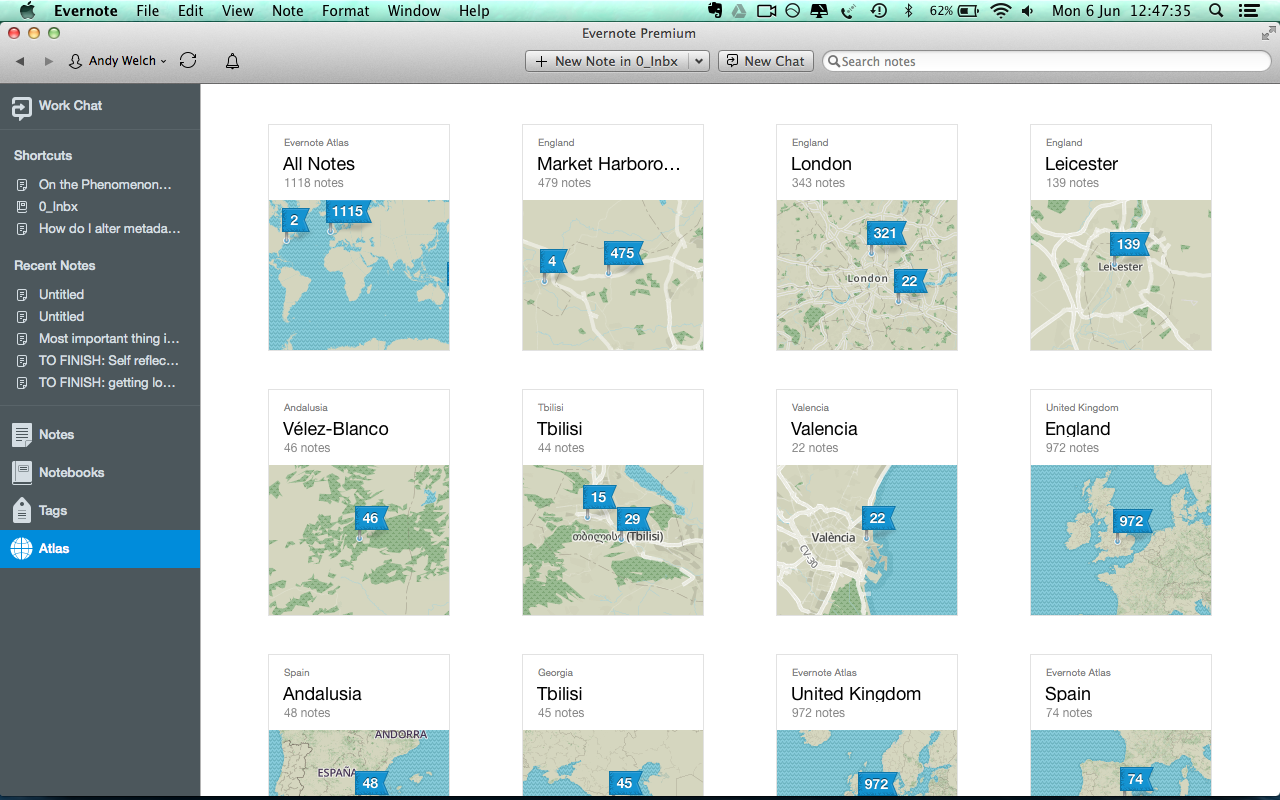 Evernote File Edit View Note Format Window Help 62% Mon 6 Jun 12:47:35
Evernote Premium
Andy Welch
New Note in 0_Inbx
New Chat
Search notes
Work Chat
Shortcuts
On the Phenomenon…
0_Inbx
How do I alter metada…
Recent Notes
Untitled
Untitled
Most important thing i…
TO FINISH: Self reflec…
TO FINISH: getting lo…
Notes
Notebooks
Tags
Atlas
Evernote Atlas
All Notes
1118 notes
2
1115
England
Market Harboro…
479 notes
4
475
England
London
343 notes
321
London
22
England
Leicester
139 notes
139
Leicester
Andalusia
Vélez-Blanco
46 notes
46
Tbilisi
Tbilisi
44 notes
15
29
თბილისი (Tbilisi)
Valencia
Valencia
22 notes
22
València
CV-30
United Kingdom
England
972 notes
972
Spain
Andalusia
48 notes
ANDORRA
ESPAÑA
48
Georgia
Tbilisi
45 notes
45
Evernote Atlas
United Kingdom
972 notes
972
Evernote Atlas
Spain
74 notes
74